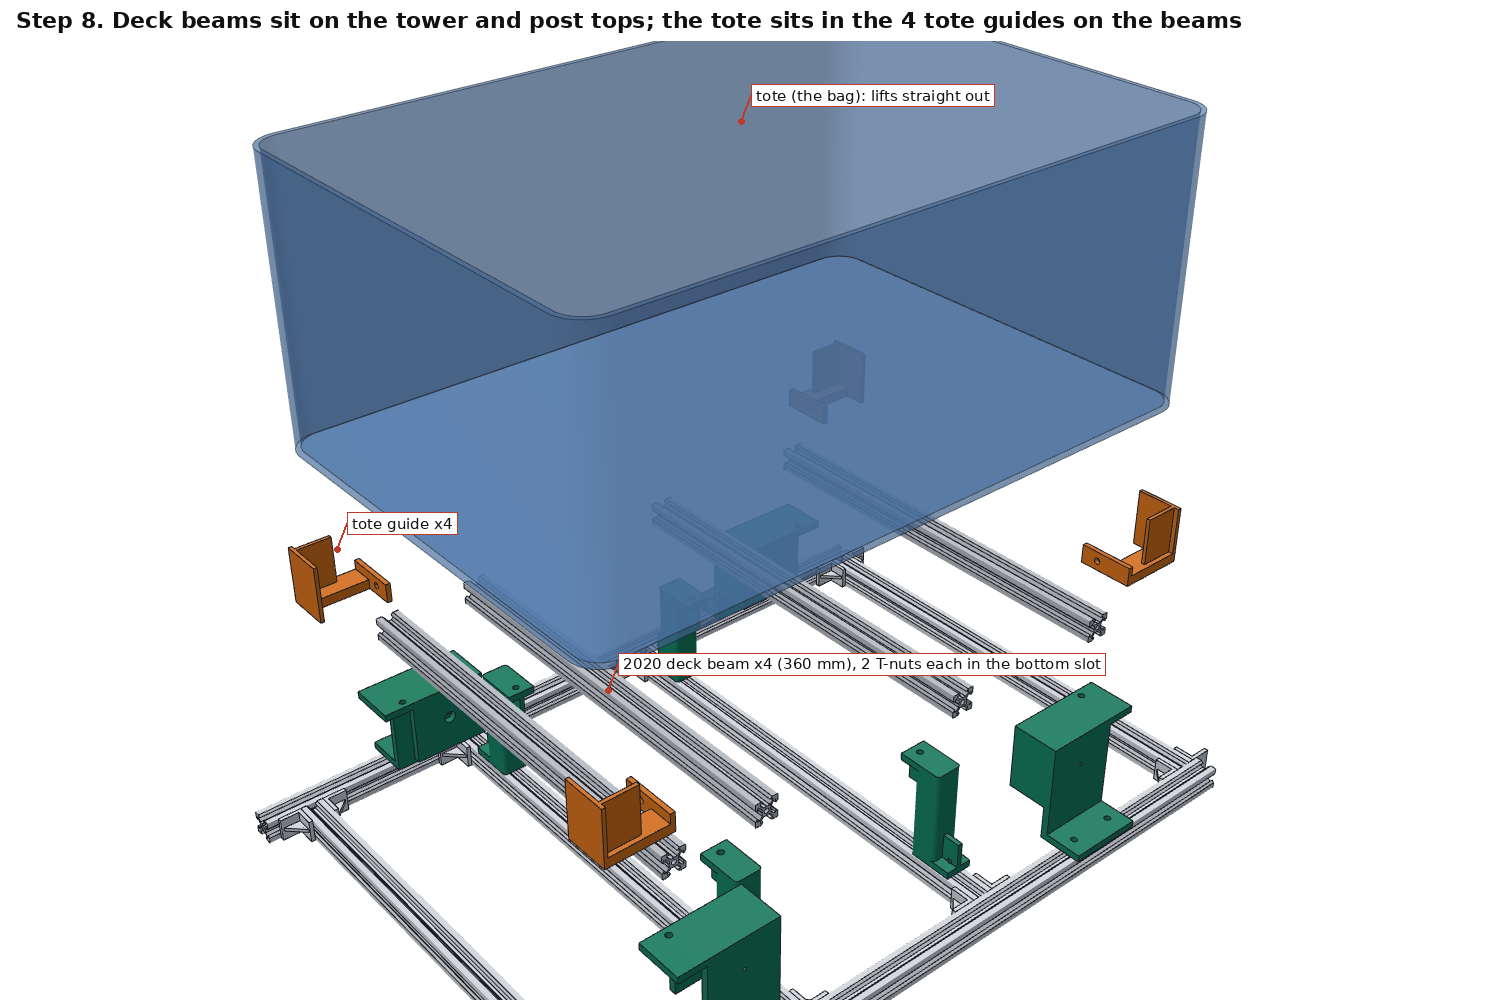 Step 8. Deck beams sit on the tower and post tops; the tote sits in the 4 tote guides on the beams
tote (the bag): lifts straight out
tote guide x4
2020 deck beam x4 (360 mm), 2 T-nuts each in the bottom slot